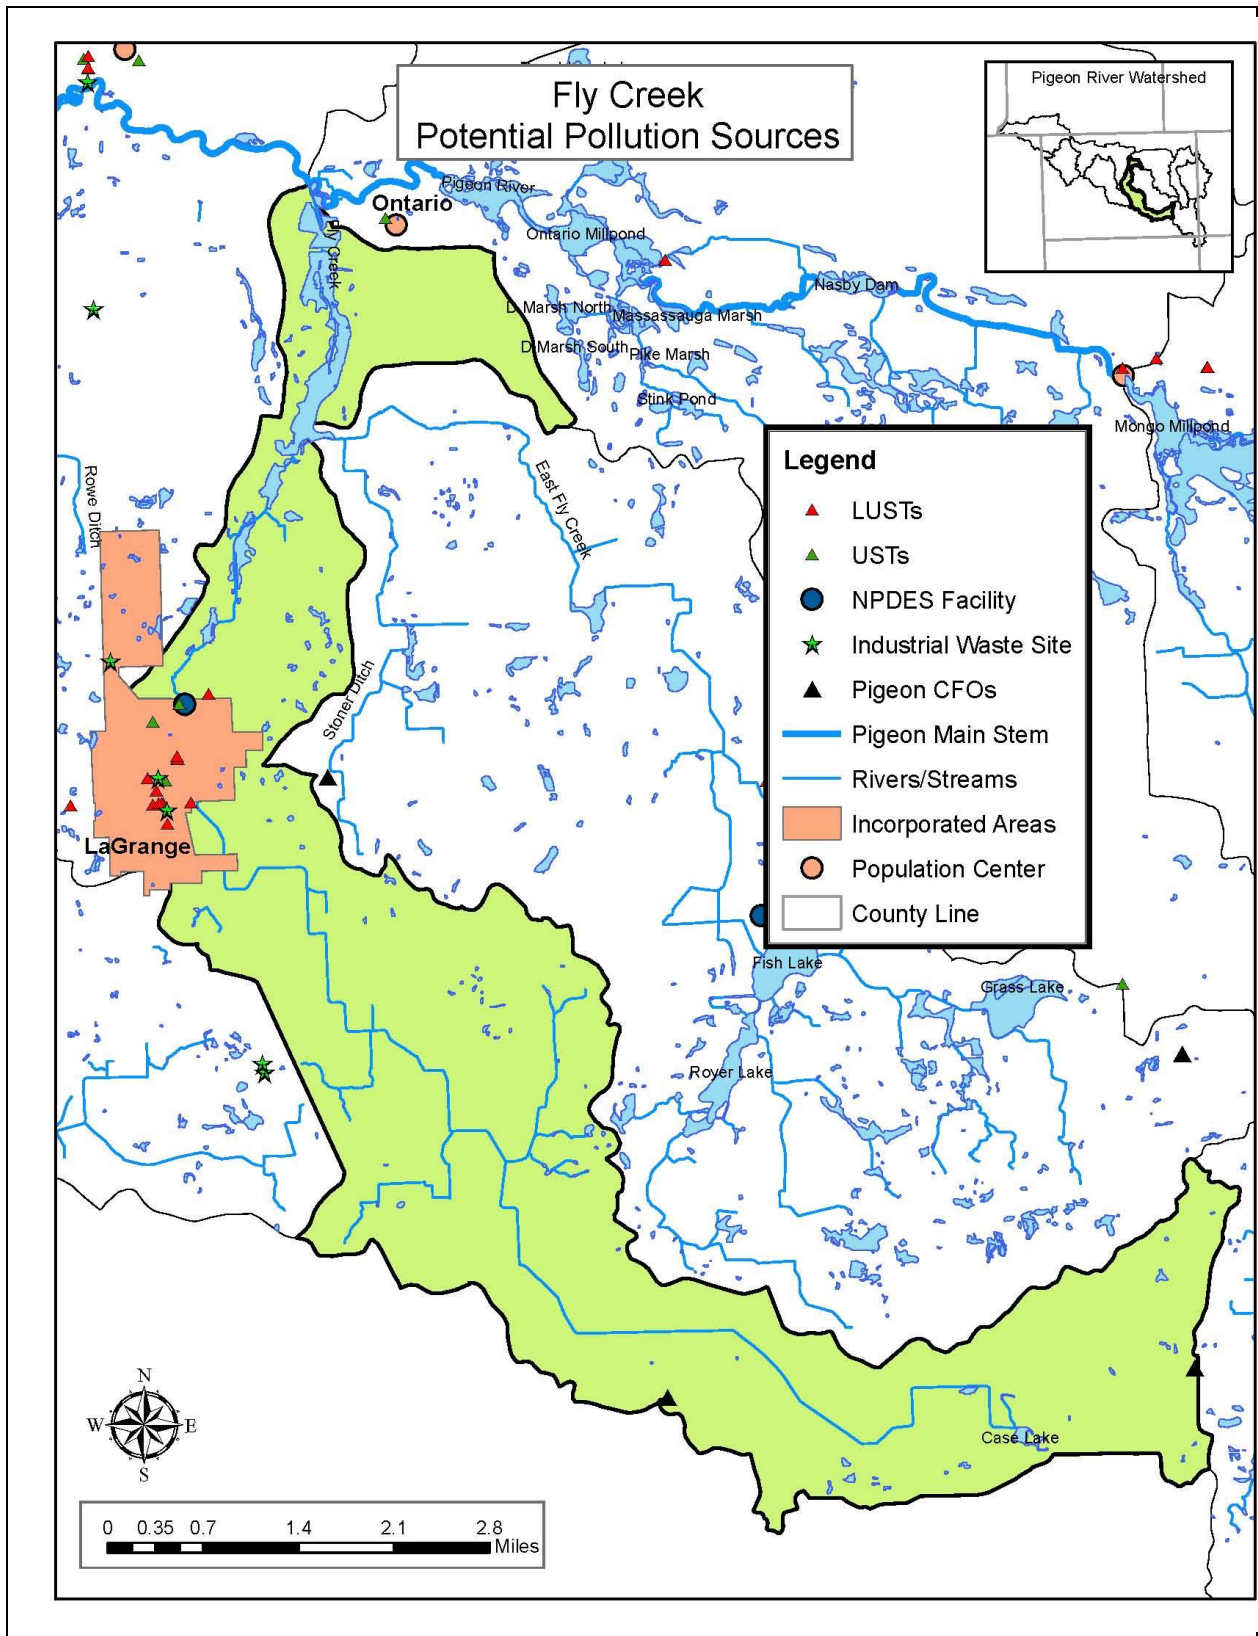 Fly Creek
Potential Pollution Sources
Pigeon River Watershed
Pigeon River
Ontario
Fly Creek
Ontario Millpond
Nasby Dam
D Marsh North
Massassauga Marsh
D Marsh South
Pike Marsh
Stink Pond
Mongo Millpond
Rowe Ditch
East Fly Creek
Stoner Ditch
LaGrange
Legend
LUSTs
USTs
NPDES Facility
Industrial Waste Site
Pigeon CFOs
Pigeon Main Stem
Rivers/Streams
Incorporated Areas
Population Center
County Line
Fish Lake
Grass Lake
Royer Lake
Case Lake
N
W
E
S
0 0.35 0.7 1.4 2.1 2.8
Miles